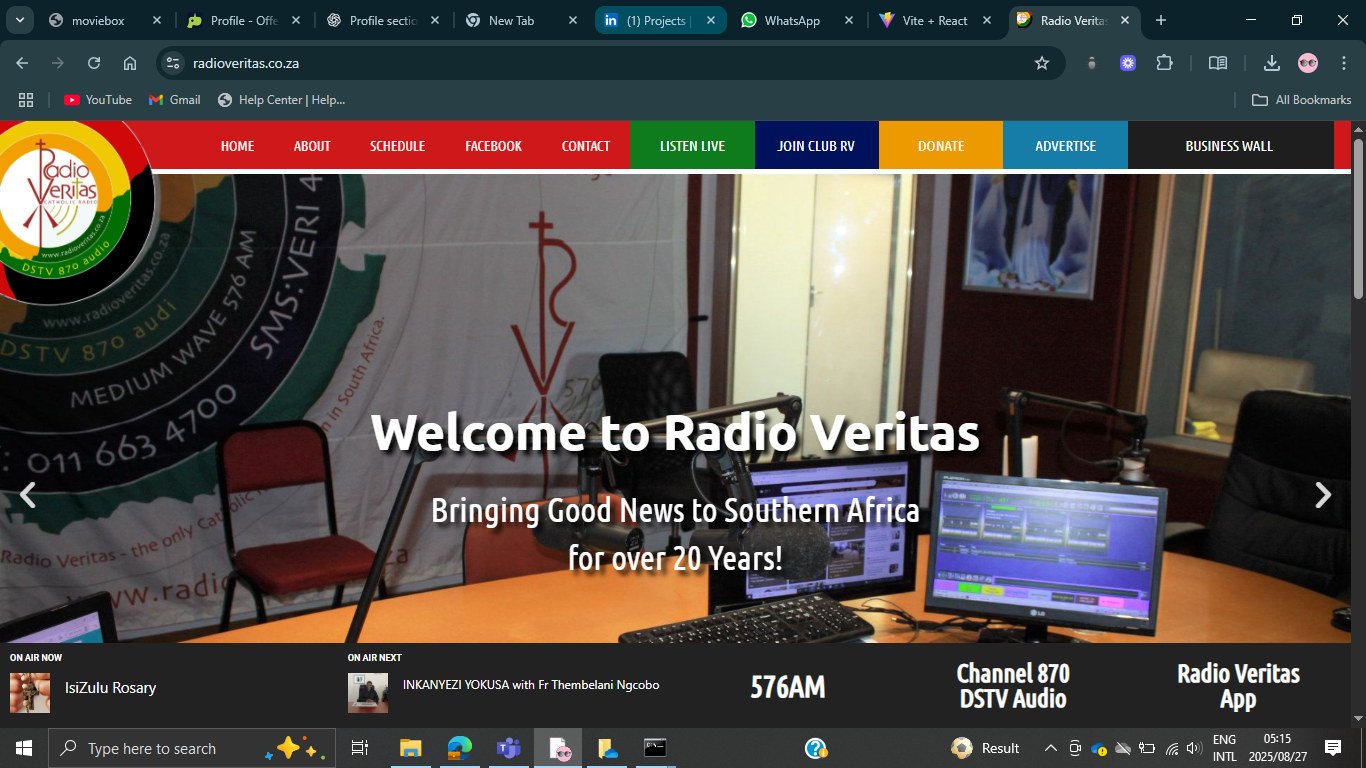 moviebox
Profile - Offe
Profile sectio
New Tab
(1) Projects |
WhatsApp
Vite + React
Radio Veritas
radioveritas.co.za
YouTube
Gmail
Help Center | Help...
All Bookmarks
HOME
ABOUT
SCHEDULE
FACEBOOK
CONTACT
LISTEN LIVE
JOIN CLUB RV
DONATE
ADVERTISE
BUSINESS WALL
Radio
Veritas
CATHOLIC RADIO
www.radioveritas.co.za
DSTV 870 audio
www.radioveritas.co.za
DSTV 870 audi
MEDIUM WAVE 576 AM
SMS:VERI 4
: 011 663 4700
in South Africa.
Radio Veritas - the only Catholic
www.radi
za
576
Welcome to Radio Veritas
Bringing Good News to Southern Africa
for over 20 Years!
LG
ON AIR NOW
IsiZulu Rosary
ON AIR NEXT
INKANYEZI YOKUSA with Fr Thembelani Ngcobo
576AM
Channel 870
DSTV Audio
Radio Veritas
App
Type here to search
Result
ENG
INTL
05:15
2025/08/27